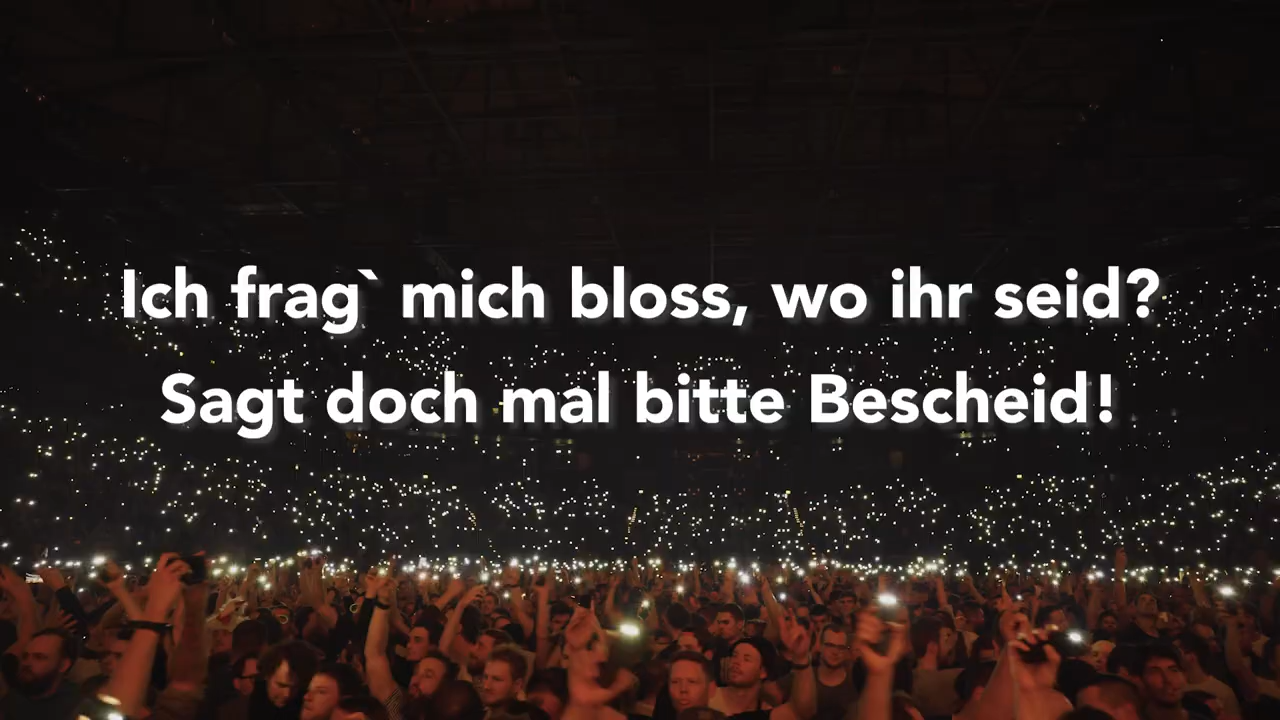 Ich frag` mich bloss, wo ihr seid?
Sagt doch mal bitte Bescheid!